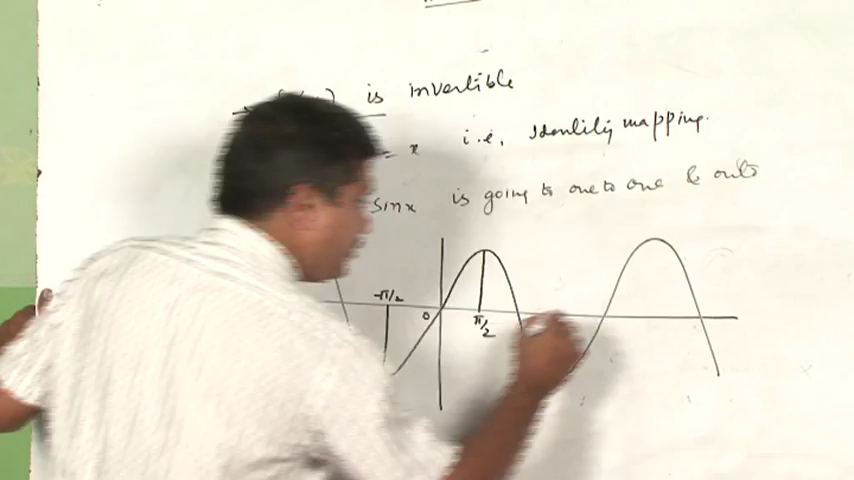 is invertible
= x i.e, Identity mapping.
sinx is going to one to one & onto
-π/2
0
π/2